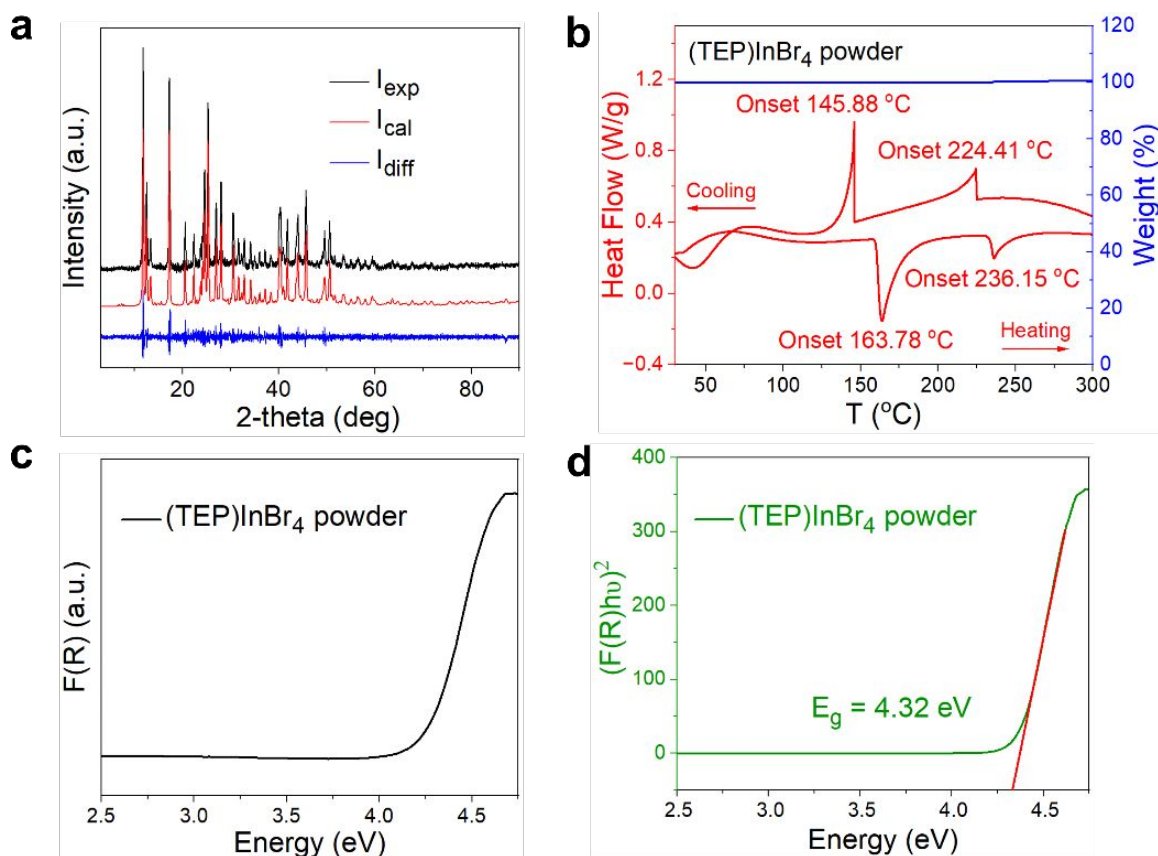 a
I_exp
I_cal
I_diff
Intensity (a.u.)
20 40 60 80
2-theta (deg)
b
(TEP)InBr₄ powder
Onset 145.88 °C
Onset 224.41 °C
Cooling
Onset 236.15 °C
Onset 163.78 °C
Heating
Heat Flow (W/g)
1.2
0.8
0.4
0.0
−0.4
Weight (%)
120
100
80
60
40
20
0
50 100 150 200 250 300
T (°C)
c
(TEP)InBr₄ powder
F(R) (a.u.)
2.5 3.0 3.5 4.0 4.5
Energy (eV)
d
(TEP)InBr₄ powder
E_g = 4.32 eV
(F(R)hυ)²
400
350
300
250
200
150
100
50
0
2.5 3.0 3.5 4.0 4.5
Energy (eV)